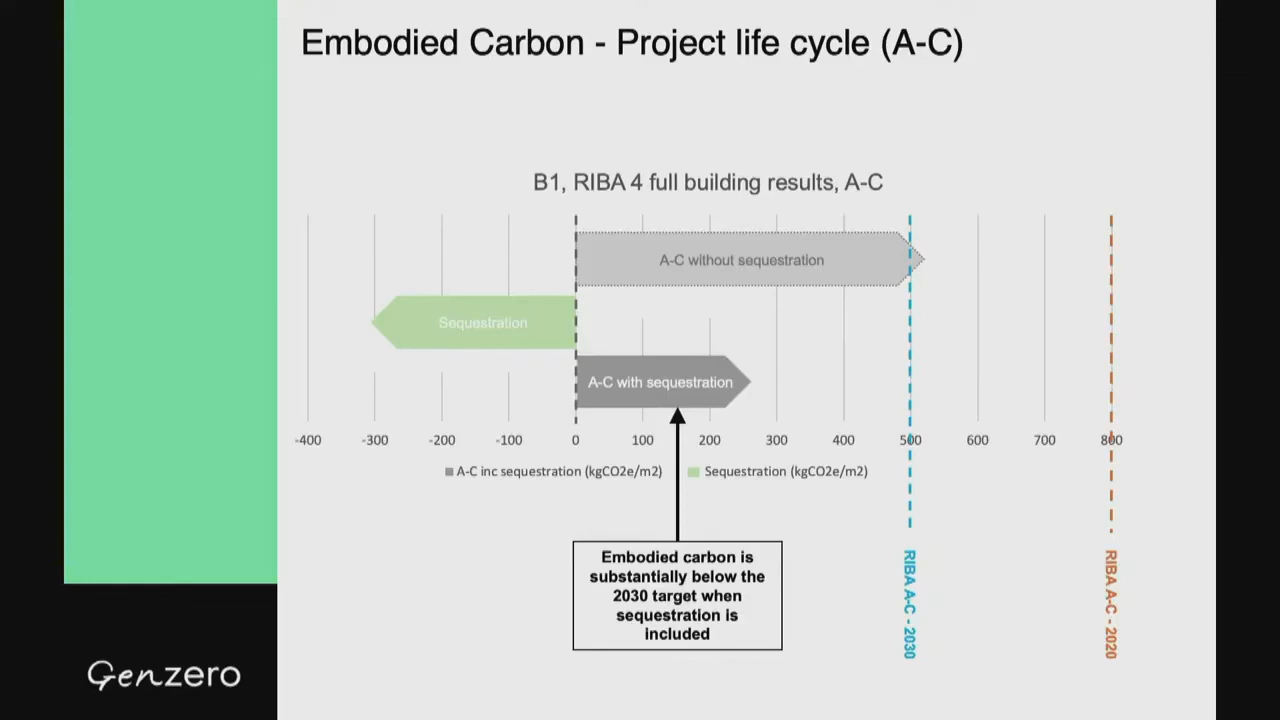 Embodied Carbon - Project life cycle (A-C)
B1, RIBA 4 full building results, A-C
A-C without sequestration
Sequestration
A-C with sequestration
-400 -300 -200 -100 0 100 200 300 400 500 600 700 800
A-C inc sequestration (kgCO2e/m2) Sequestration (kgCO2e/m2)
Embodied carbon is
substantially below the
2030 target when
sequestration is
included
RIBA A-C - 2030
RIBA A-C - 2020
Genzero